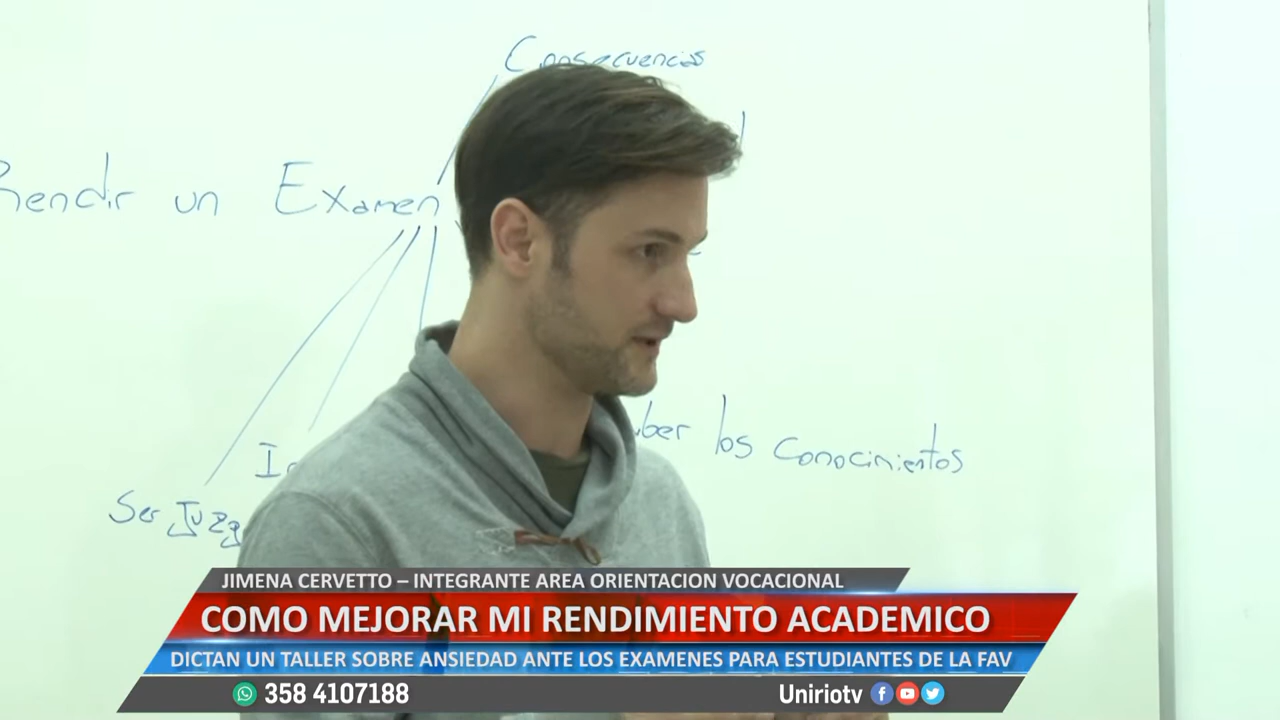 Consecuencias
Rendir un Examen
los conocimientos
Ser
JIMENA CERVETTO – INTEGRANTE AREA ORIENTACION VOCACIONAL
COMO MEJORAR MI RENDIMIENTO ACADEMICO
DICTAN UN TALLER SOBRE ANSIEDAD ANTE LOS EXAMENES PARA ESTUDIANTES DE LA FAV
358 4107188
Uniriotv